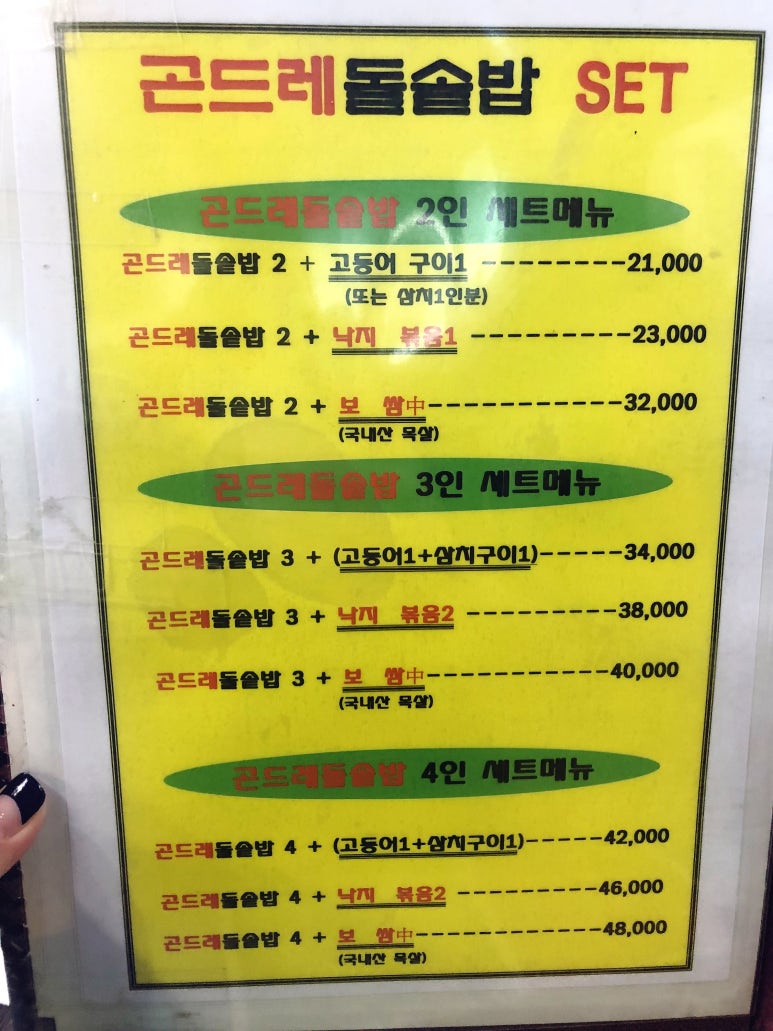 곤드레돌솥밥 SET
곤드레돌솥밥 2인 세트메뉴
곤드레돌솥밥 2 + 고등어 구이1 ---------21,000
(또는 삼치1인분)
곤드레돌솥밥 2 + 낙지 볶음1 ----------23,000
곤드레돌솥밥 2 + 보 쌈中------------32,000
(국내산 목살)
곤드레돌솥밥 3인 세트메뉴
곤드레돌솥밥 3 + (고등어1+삼치구이1)-----34,000
곤드레돌솥밥 3 + 낙지 볶음2 ---------38,000
곤드레돌솥밥 3 + 보 쌈中-----------40,000
(국내산 목살)
곤드레돌솥밥 4인 세트메뉴
곤드레돌솥밥 4 + (고등어1+삼치구이1)-----42,000
곤드레돌솥밥 4 + 낙지 볶음2 ---------46,000
곤드레돌솥밥 4 + 보 쌈中------------48,000
(국내산 목살)